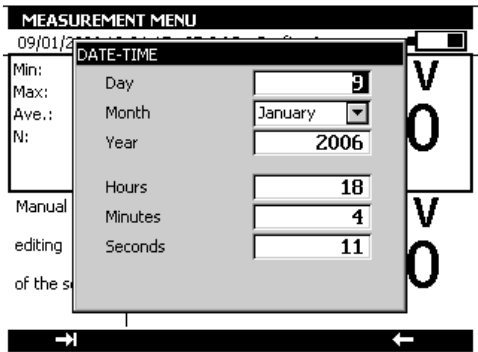 MEASUREMENT MENU
09/01/2
DATE-TIME
Min:
Max:
Ave.:
N:
Day 9
Month January
Year 2006
Hours 18
Minutes 4
Seconds 11
V
0
Manual
editing
of the s
V
0